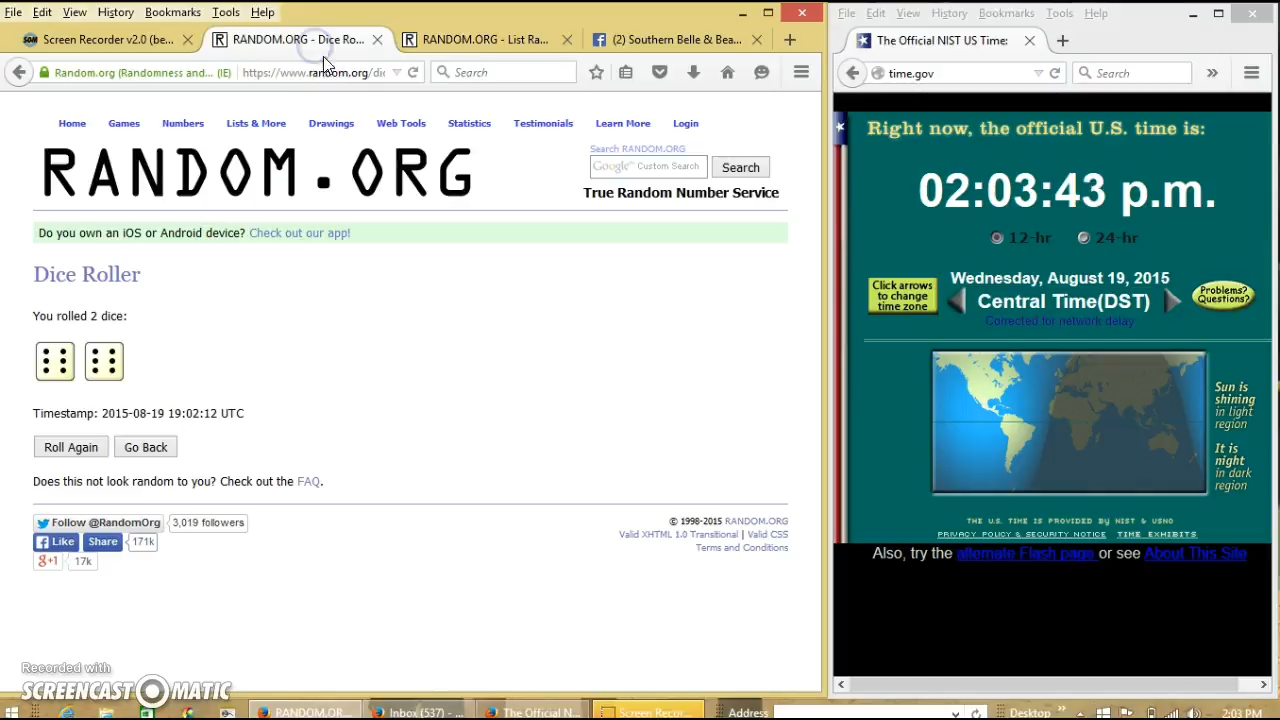 File Edit View History Bookmarks Tools Help
Screen Recorder v2.0 (be...
RANDOM.ORG - Dice Ro...
RANDOM.ORG - List Ra...
(2) Southern Belle & Bea...
Random.org (Randomness and... (IE)
https://www.random.org/dic
Search
Home Games Numbers Lists & More Drawings Web Tools Statistics Testimonials Learn More Login
RANDOM.ORG
Search RANDOM.ORG
Google Custom Search
Search
True Random Number Service
Do you own an iOS or Android device? Check out our app!
Dice Roller
You rolled 2 dice:
Timestamp: 2015-08-19 19:02:12 UTC
Roll Again
Go Back
Does this not look random to you? Check out the FAQ.
Follow @RandomOrg
3,019 followers
Like
Share
171k
g+1
17k
© 1998-2015 RANDOM.ORG
Valid XHTML 1.0 Transitional | Valid CSS
Terms and Conditions
Recorded with
SCREENCAST MATIC
File Edit View History Bookmarks Tools Help
The Official NIST US Time:
time.gov
Search
Right now, the official U.S. time is:
02:03:43 p.m.
12-hr 24-hr
Click arrows
to change
time zone
Wednesday, August 19, 2015
Central Time(DST)
Corrected for network delay
Problems?
Questions?
Sun is
shining
in light
region
It is
night
in dark
region
THE U.S. TIME IS PROVIDED BY NIST & USNO
PRIVACY POLICY & SECURITY NOTICE TIME EXHIBITS
Also, try the alternate Flash page or see About This Site
RANDOM.OR...
Inbox (537) - ...
The Official N...
Screen Recor...
Address
Desktop
2:03 PM